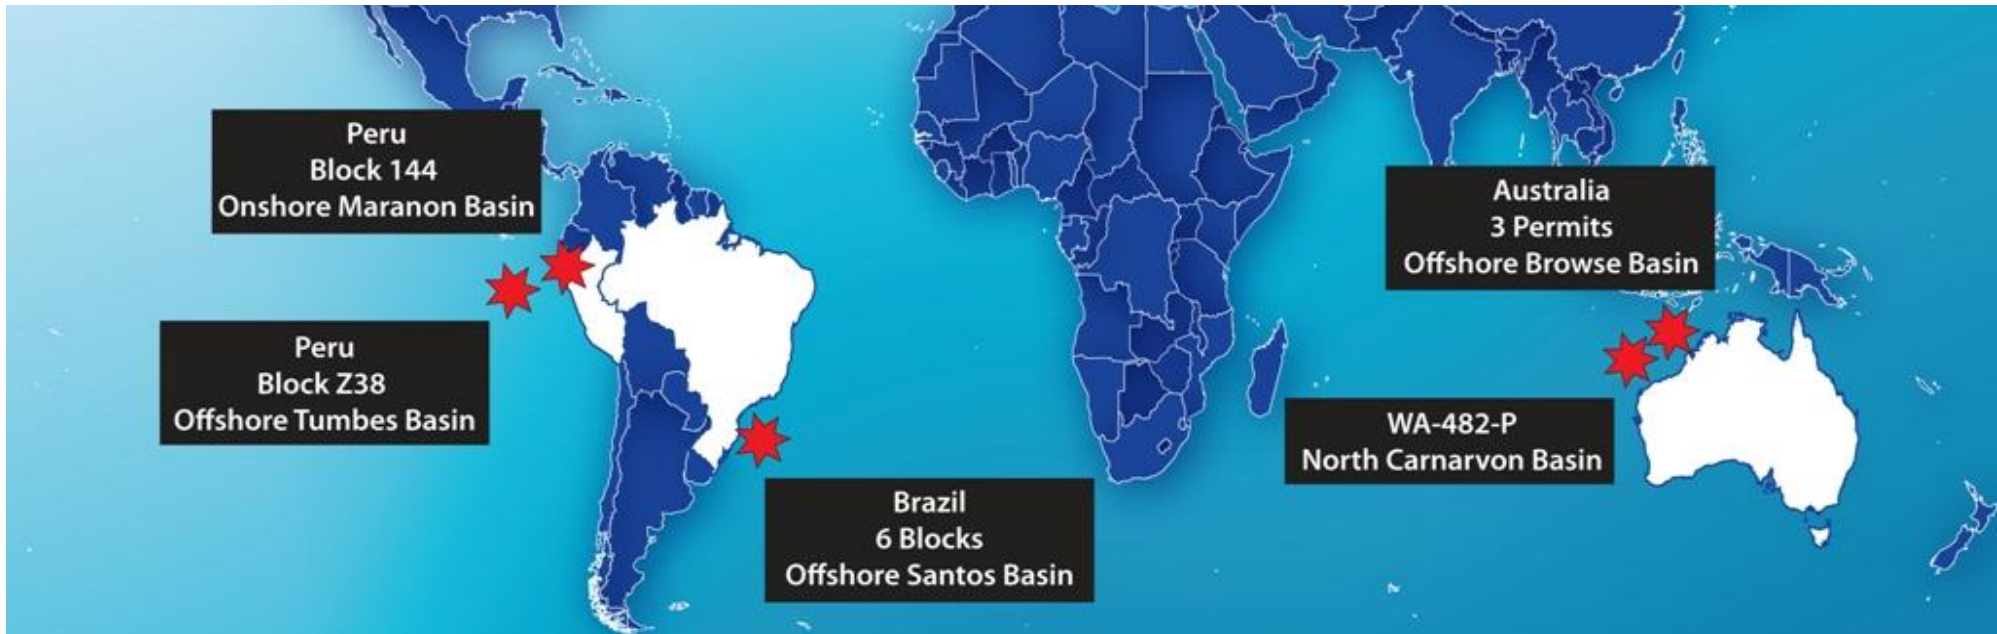 Peru
Block 144
Onshore Maranon Basin
Peru
Block Z38
Offshore Tumbes Basin
Brazil
6 Blocks
Offshore Santos Basin
Australia
3 Permits
Offshore Browse Basin
WA-482-P
North Carnarvon Basin